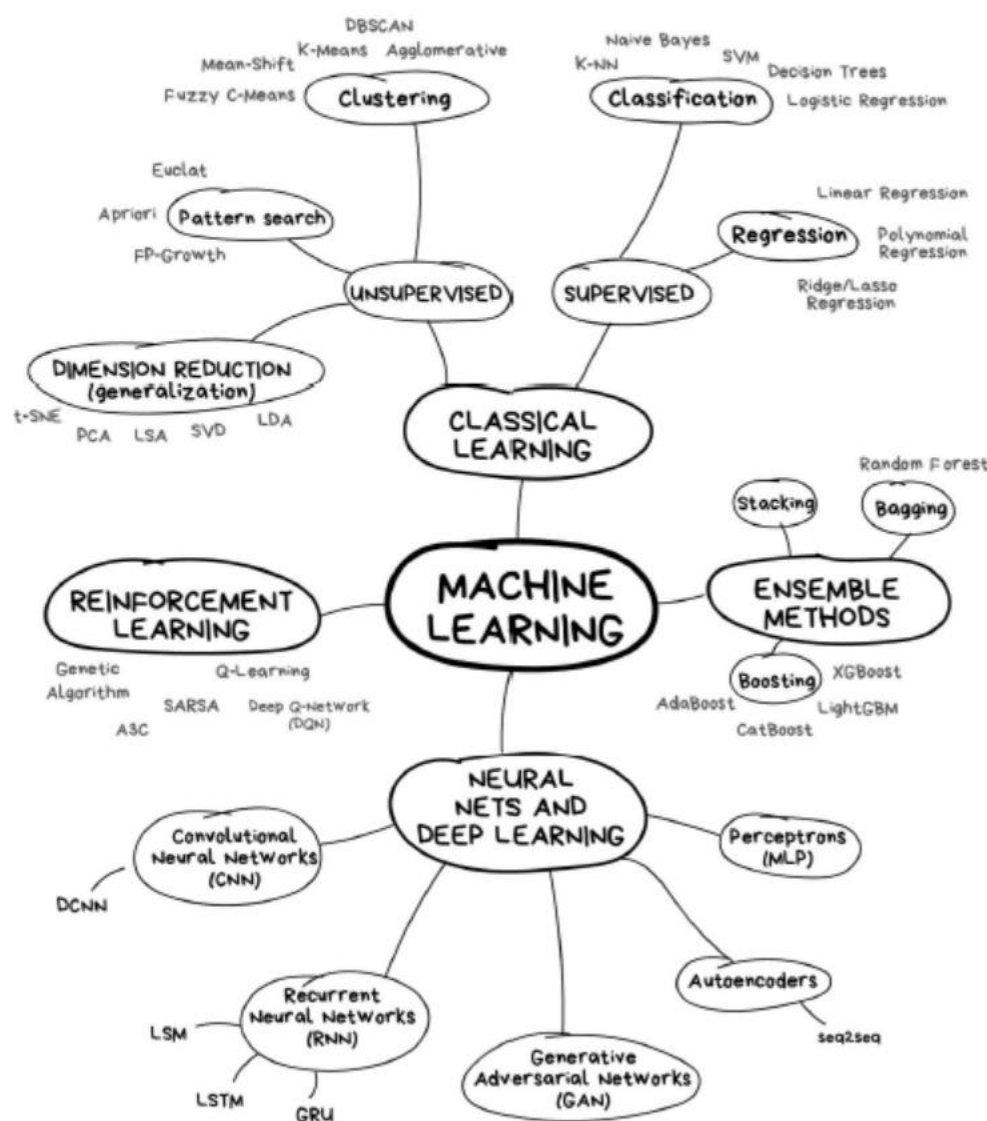 DBSCAN
K-Means
Agglomerative
Mean-Shift
Fuzzy C-Means
Clustering
Naive Bayes
K-NN
SVM
Decision Trees
Classification
Logistic Regression
Euclat
Apriori
Pattern search
FP-Growth
Linear Regression
Regression
Polynomial
Regression
Ridge/Lasso
Regression
UNSUPERVISED
SUPERVISED
DIMENSION REDUCTION
(generalization)
t-SNE
PCA
LSA
SVD
LDA
CLASSICAL
LEARNING
Random Forest
Stacking
Bagging
MACHINE
LEARNING
REINFORCEMENT
LEARNING
Genetic
Algorithm
Q-Learning
SARSA
Deep Q-Network
(DQN)
A3C
ENSEMBLE
METHODS
Boosting
XGBoost
AdaBoost
LightGBM
CatBoost
NEURAL
NETS AND
DEEP LEARNING
Convolutional
Neural Networks
(CNN)
DCNN
Perceptrons
(MLP)
Recurrent
Neural Networks
(RNN)
LSM
LSTM
GRU
Generative
Adversarial Networks
(GAN)
Autoencoders
seq2seq